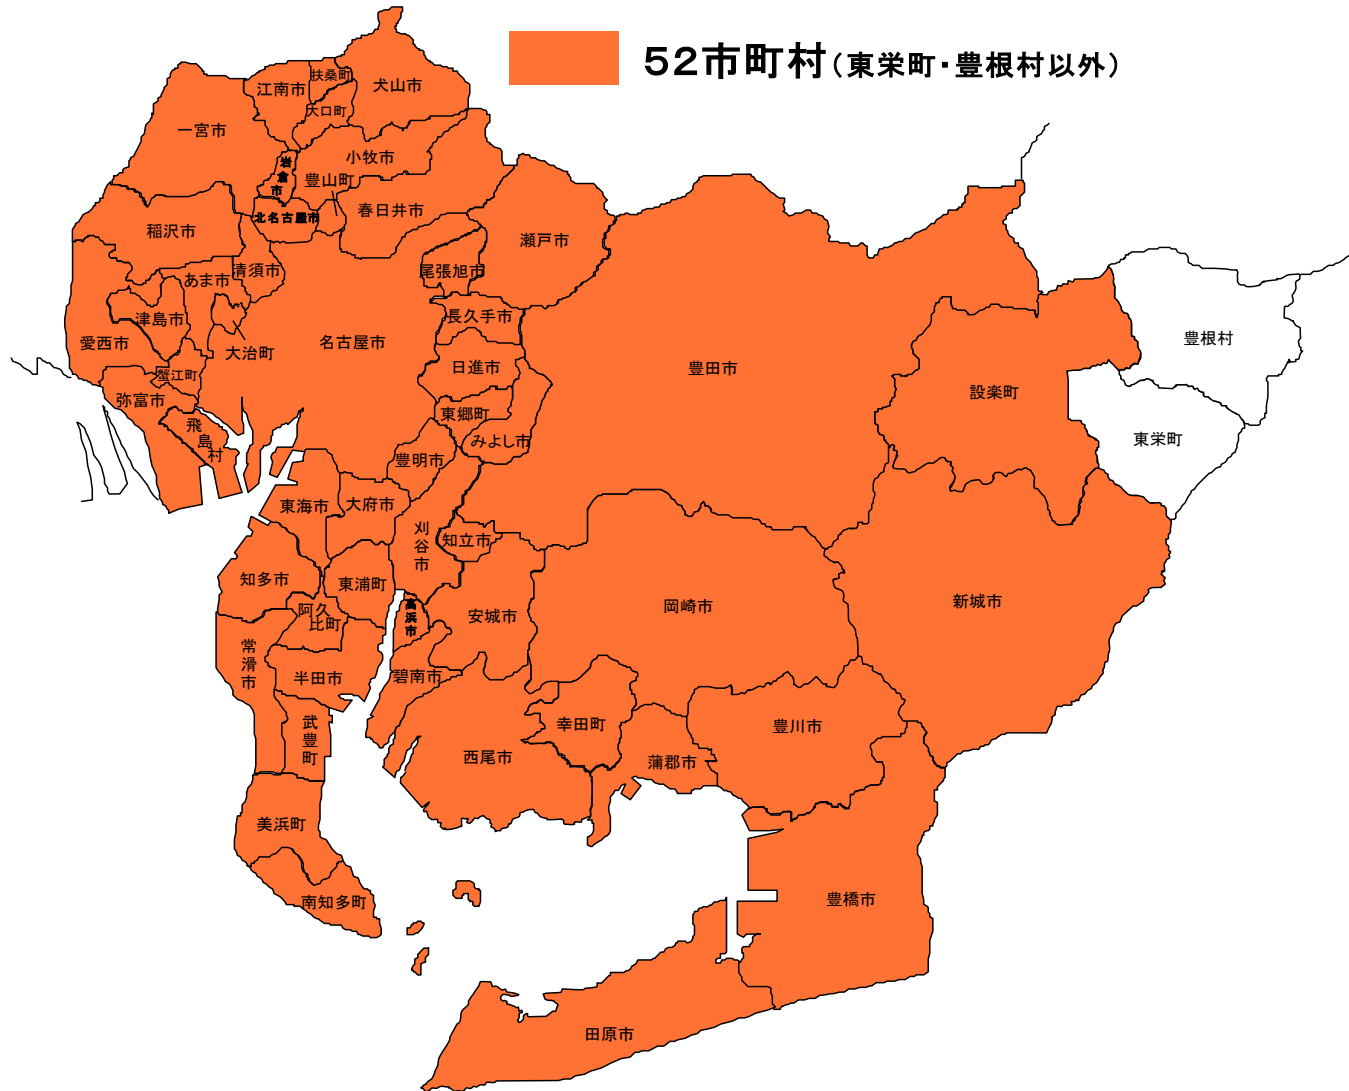 52市町村(東栄町・豊根村以外)
扶桑町
犬山市
江南市
大口町
一宮市
小牧市
岩倉市
豊山町
春日井市
北名古屋市
稲沢市
瀬戸市
清須市
尾張旭市
あま市
津島市
長久手市
愛西市
大治町
名古屋市
豊根村
日進市
豊田市
蟹江町
設楽町
弥富市
東郷町
飛島村
みよし市
東栄町
豊明市
東海市
大府市
刈谷市
知立市
知多市
東浦町
阿久
比町
高浜市
安城市
岡崎市
新城市
常滑市
半田市
碧南市
武豊町
幸田町
豊川市
西尾市
蒲郡市
美浜町
南知多町
豊橋市
田原市